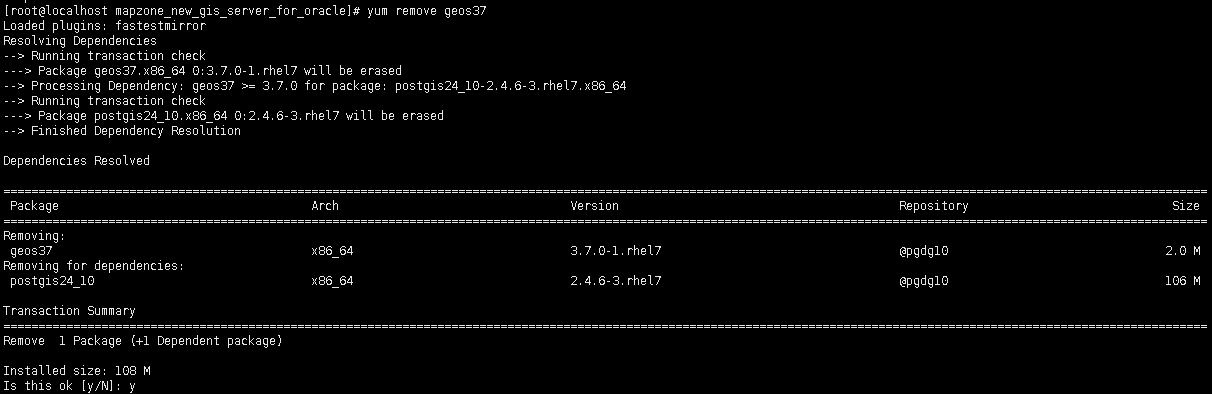 [root@localhost mapzone_new_gis_server_for_oracle]# yum remove geos37
Loaded plugins: fastestmirror
Resolving Dependencies
--> Running transaction check
---> Package geos37.x86_64 0:3.7.0-1.rhel7 will be erased
--> Processing Dependency: geos37 >= 3.7.0 for package: postgis24_10-2.4.6-3.rhel7.x86_64
--> Running transaction check
---> Package postgis24_10.x86_64 0:2.4.6-3.rhel7 will be erased
--> Finished Dependency Resolution
Dependencies Resolved
Package Arch Version Repository Size
Removing:
geos37 x86_64 3.7.0-1.rhel7 @pgdg10 2.0 M
Removing for dependencies:
postgis24_10 x86_64 2.4.6-3.rhel7 @pgdg10 106 M
Transaction Summary
Remove  1 Package (+1 Dependent package)
Installed size: 108 M
Is this ok [y/N]: y